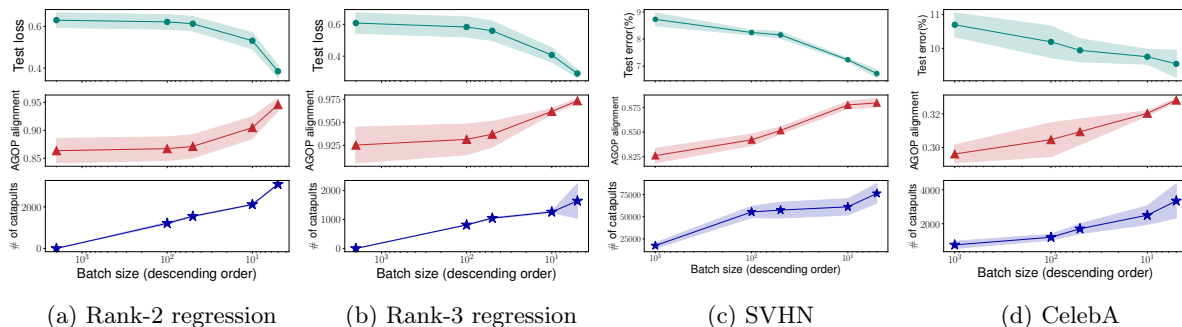 Test loss
0.6
0.4
AGOP alignment
0.95
0.90
0.85
# of catapults
2000
0
10³
10²
10¹
Batch size (descending order)
(a) Rank-2 regression
Test loss
0.6
0.4
AGOP alignment
0.975
0.950
0.925
# of catapults
2000
1000
0
10³
10²
10¹
Batch size (descending order)
(b) Rank-3 regression
Test error(%)
9
8
7
AGOP alignment
0.875
0.850
0.825
# of catapults
75000
50000
25000
10³
10²
10¹
Batch size (descending order)
(c) SVHN
Test error(%)
11
10
AGOP alignment
0.32
0.30
# of catapults
4000
2000
10³
10²
10¹
Batch size (descending order)
(d) CelebA